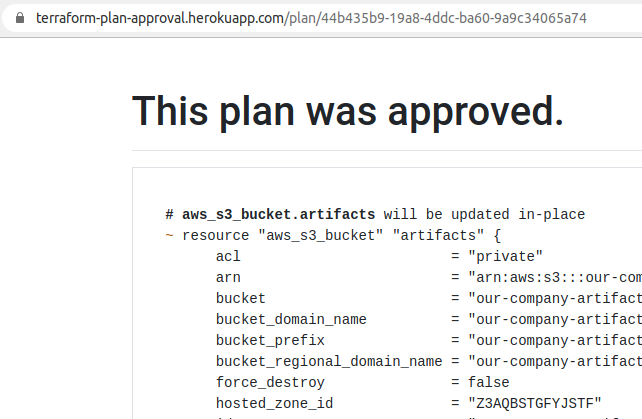 terraform-plan-approval.herokuapp.com/plan/44b435b9-19a8-4ddc-ba60-9a9c34065a74
This plan was approved.
# aws_s3_bucket.artifacts will be updated in-place
~ resource "aws_s3_bucket" "artifacts" {
acl = "private"
arn = "arn:aws:s3:::our-com
bucket = "our-company-artifact
bucket_domain_name = "our-company-artifact
bucket_prefix = "our-company-artifact
bucket_regional_domain_name = "our-company-artifact
force_destroy = false
hosted_zone_id = "Z3AQBSTGFYJSTF"